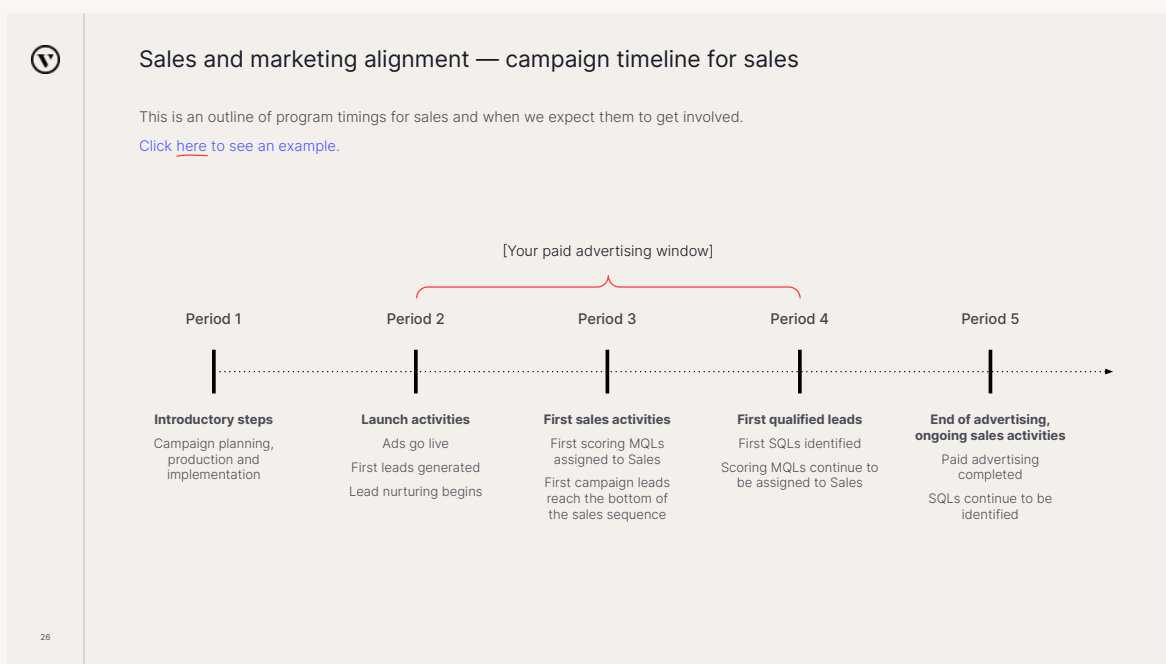 V
Sales and marketing alignment — campaign timeline for sales
This is an outline of program timings for sales and when we expect them to get involved.
Click here to see an example.
[Your paid advertising window]
Period 1
Period 2
Period 3
Period 4
Period 5
Introductory steps
Campaign planning,
production and
implementation
Launch activities
Ads go live
First leads generated
Lead nurturing begins
First sales activities
First scoring MQLs
assigned to Sales
First campaign leads
reach the bottom of
the sales sequence
First qualified leads
First SQLs identified
Scoring MQLs continue to
be assigned to Sales
End of advertising,
ongoing sales activities
Paid advertising
completed
SQLs continue to be
identified
26